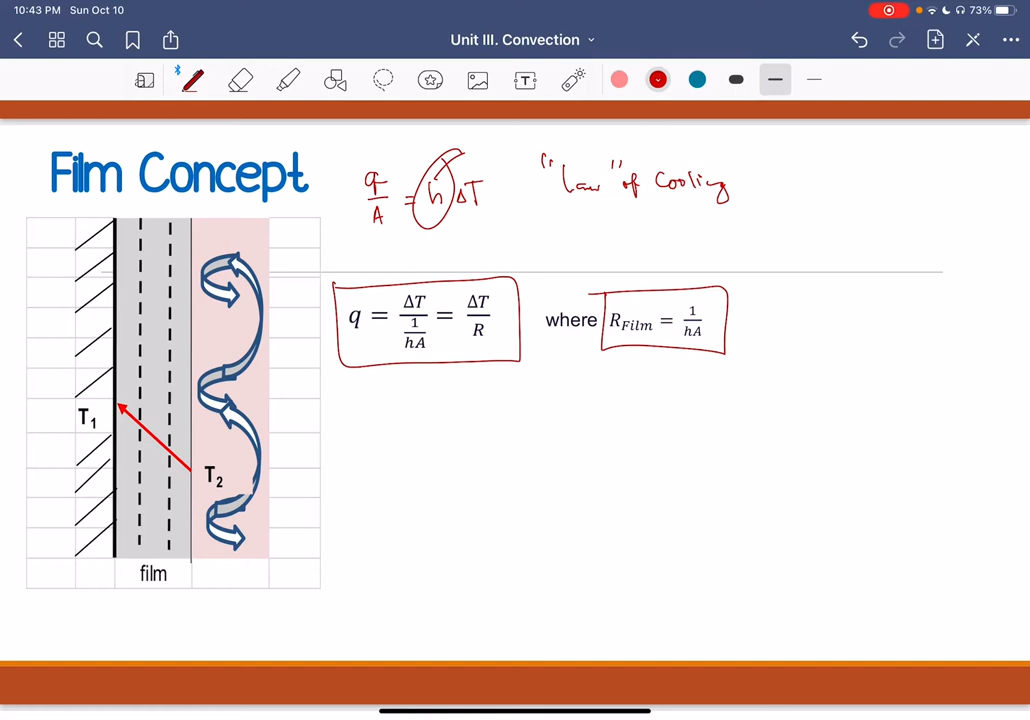 10:43 PM Sun Oct 10
73%
Unit III. Convection
Film Concept
q/A = h ΔT
"Law" of cooling
q = ΔT / (1/hA) = ΔT/R
where R_Film = 1/hA
T₁
T₂
film